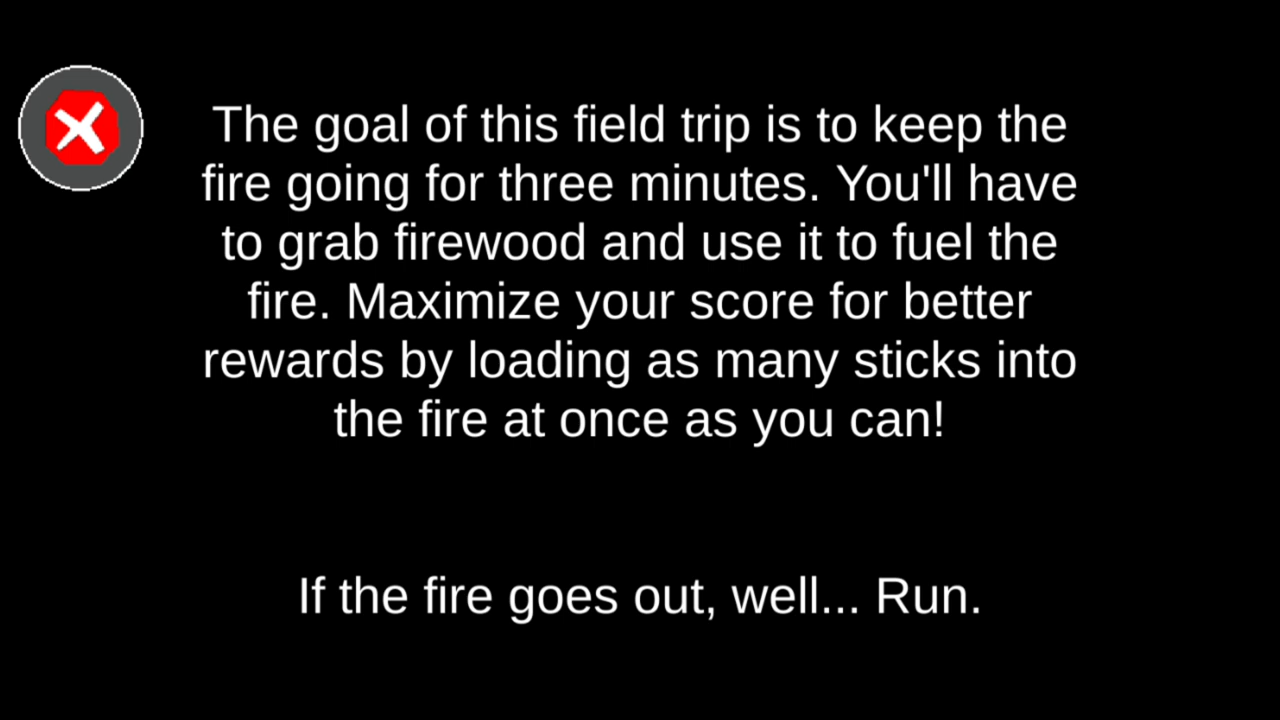 The goal of this field trip is to keep the
fire going for three minutes. You'll have
to grab firewood and use it to fuel the
fire. Maximize your score for better
rewards by loading as many sticks into
the fire at once as you can!
If the fire goes out, well... Run.